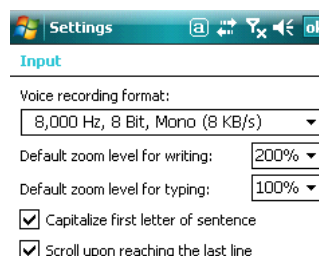 Settings a ok
Input
Voice recording format:
8,000 Hz, 8 Bit, Mono (8 KB/s)
Default zoom level for writing: 200%
Default zoom level for typing: 100%
Capitalize first letter of sentence
Scroll upon reaching the last line